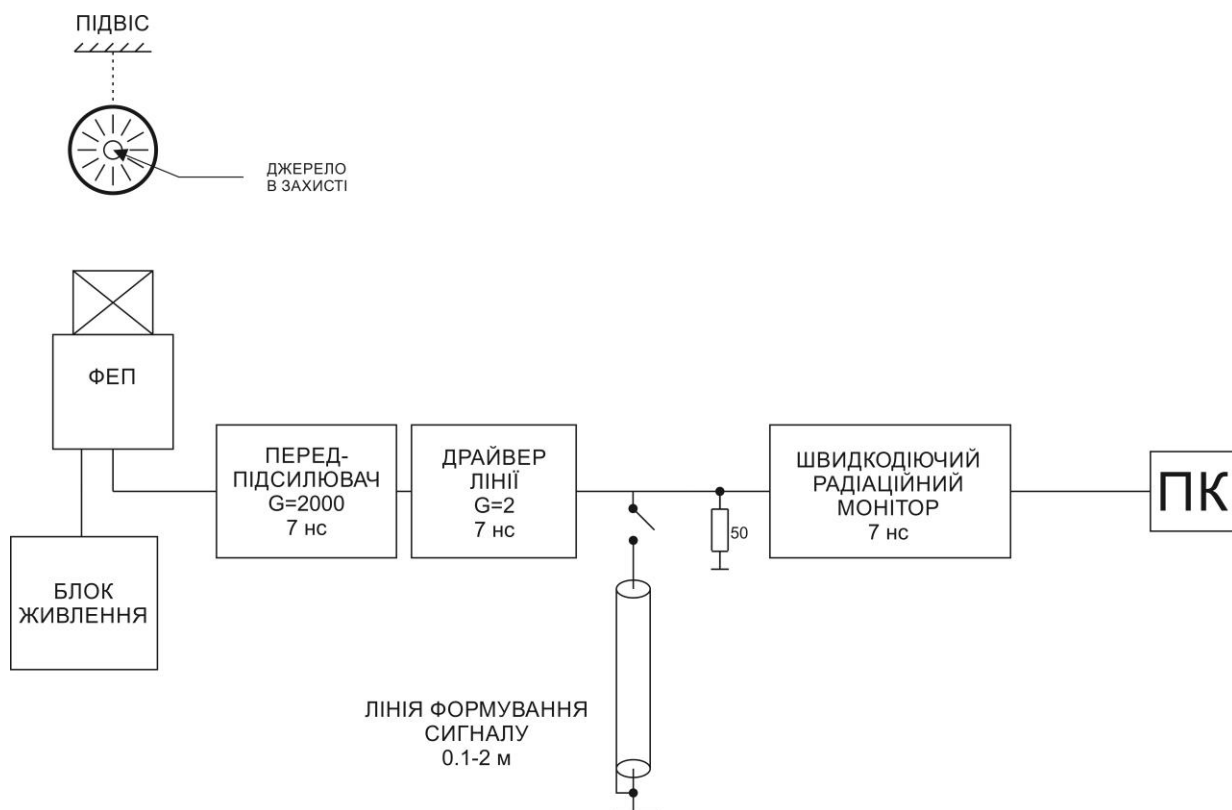 ПІДВІС
ДЖЕРЕЛО
В ЗАХИСТІ
ФЕП
БЛОК
ЖИВЛЕННЯ
ПЕРЕД-
ПІДСИЛЮВАЧ
G=2000
7 нс
ДРАЙВЕР
ЛІНІЇ
G=2
7 нс
50
ШВИДКОДІЮЧИЙ
РАДІАЦІЙНИЙ
МОНІТОР
7 нс
ПК
ЛІНІЯ ФОРМУВАННЯ
СИГНАЛУ
0.1-2 м